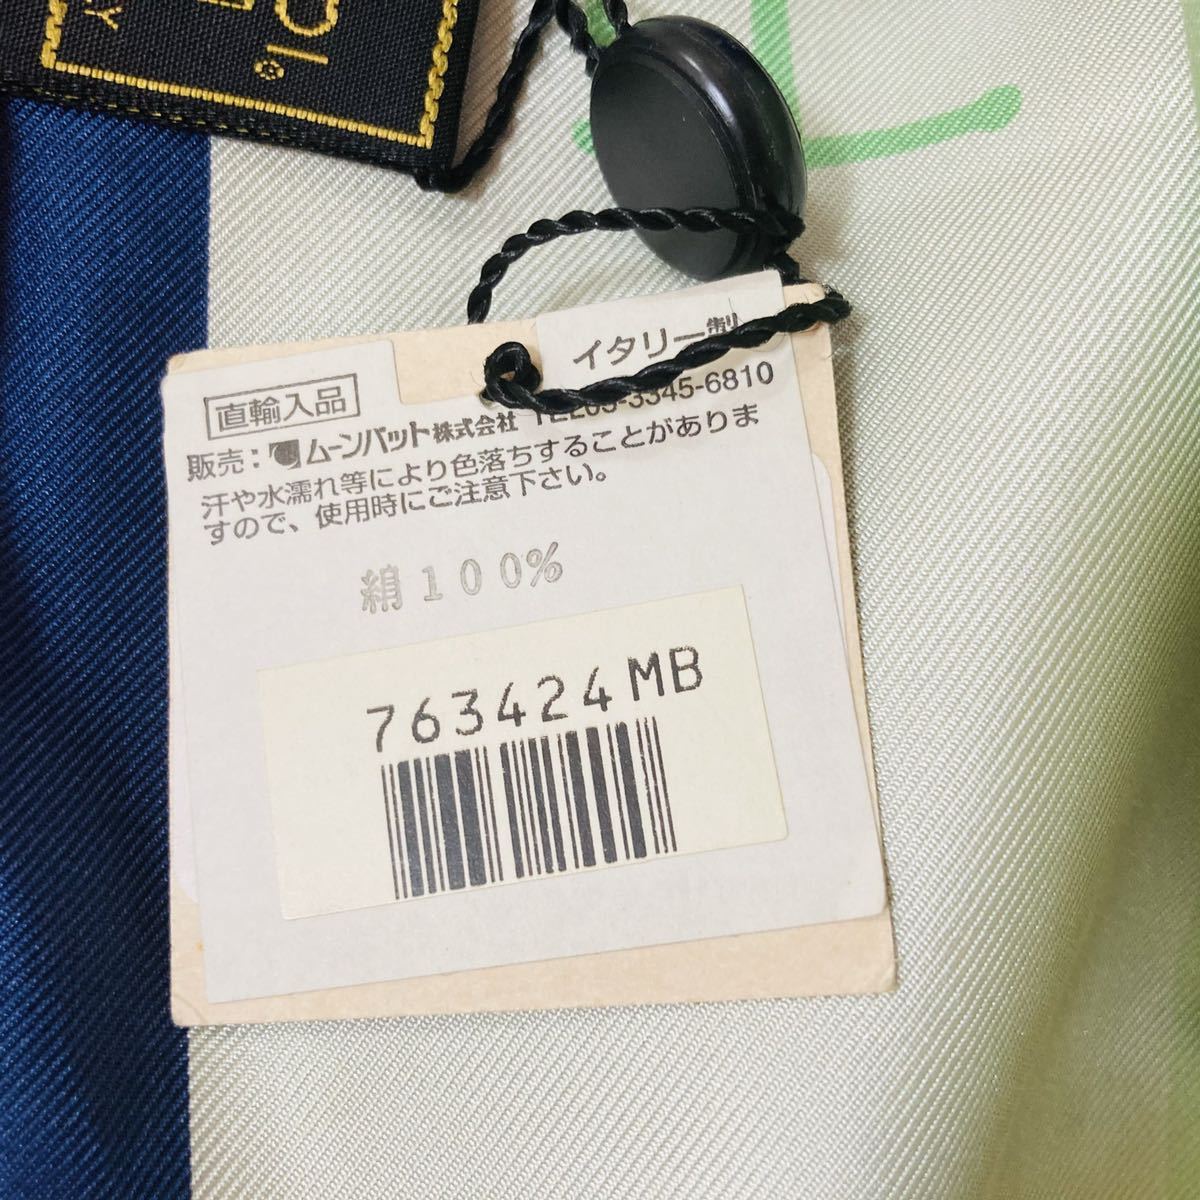 イタリー製
直輸入品
販売：ムーンバット株式会社 TEL03-3345-6810
汗や水濡れ等により色落ちすることがありま
すので、使用時にご注意下さい。
絹100%
763424MB